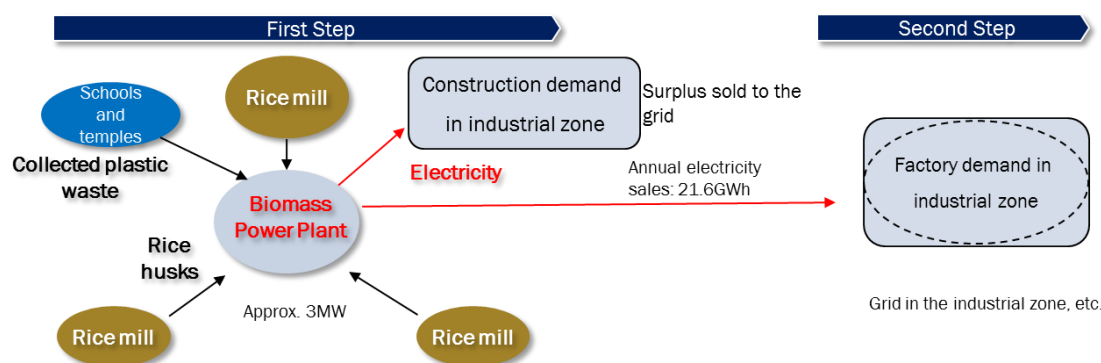 First Step
Second Step
Schools
and
temples
Rice mill
Construction demand
in industrial zone
Surplus sold to the
grid
Collected plastic
waste
Electricity
Annual electricity
sales: 21.6GWh
Factory demand in
industrial zone
Biomass
Power Plant
Rice
husks
Approx. 3MW
Grid in the industrial zone, etc.
Rice mill
Rice mill